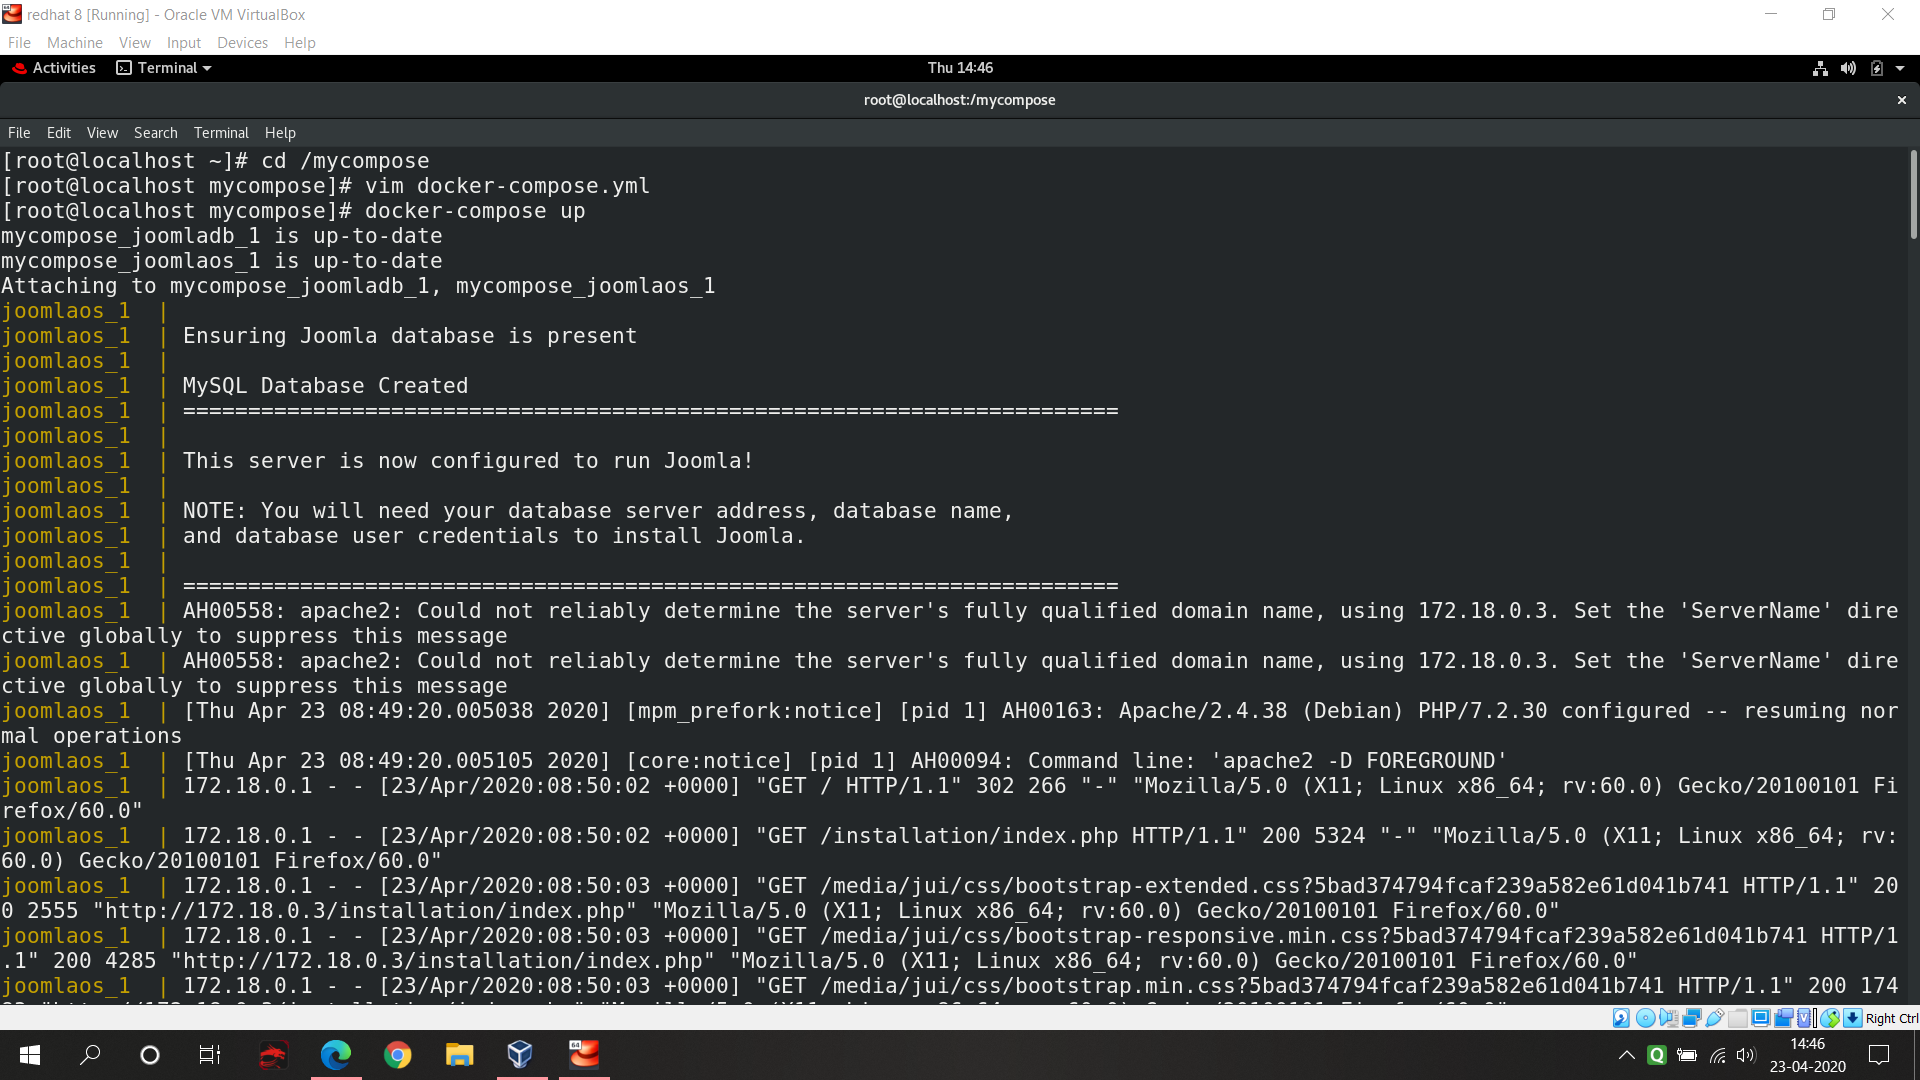 redhat 8 [Running] - Oracle VM VirtualBox
File Machine View Input Devices Help
Activities Terminal Thu 14:46
root@localhost:/mycompose
File Edit View Search Terminal Help
[root@localhost ~]# cd /mycompose
[root@localhost mycompose]# vim docker-compose.yml
[root@localhost mycompose]# docker-compose up
mycompose_joomladb_1 is up-to-date
mycompose_joomlaos_1 is up-to-date
Attaching to mycompose_joomladb_1, mycompose_joomlaos_1
joomlaos_1  |
joomlaos_1  | Ensuring Joomla database is present
joomlaos_1  |
joomlaos_1  | MySQL Database Created
joomlaos_1  | ========================================================================
joomlaos_1  |
joomlaos_1  | This server is now configured to run Joomla!
joomlaos_1  |
joomlaos_1  | NOTE: You will need your database server address, database name,
joomlaos_1  | and database user credentials to install Joomla.
joomlaos_1  |
joomlaos_1  | ========================================================================
joomlaos_1  | AH00558: apache2: Could not reliably determine the server's fully qualified domain name, using 172.18.0.3. Set the 'ServerName' dire
ctive globally to suppress this message
joomlaos_1  | AH00558: apache2: Could not reliably determine the server's fully qualified domain name, using 172.18.0.3. Set the 'ServerName' dire
ctive globally to suppress this message
joomlaos_1  | [Thu Apr 23 08:49:20.005038 2020] [mpm_prefork:notice] [pid 1] AH00163: Apache/2.4.38 (Debian) PHP/7.2.30 configured -- resuming nor
mal operations
joomlaos_1  | [Thu Apr 23 08:49:20.005105 2020] [core:notice] [pid 1] AH00094: Command line: 'apache2 -D FOREGROUND'
joomlaos_1  | 172.18.0.1 - - [23/Apr/2020:08:50:02 +0000] "GET / HTTP/1.1" 302 266 "-" "Mozilla/5.0 (X11; Linux x86_64; rv:60.0) Gecko/20100101 Fi
refox/60.0"
joomlaos_1  | 172.18.0.1 - - [23/Apr/2020:08:50:02 +0000] "GET /installation/index.php HTTP/1.1" 200 5324 "-" "Mozilla/5.0 (X11; Linux x86_64; rv:
60.0) Gecko/20100101 Firefox/60.0"
joomlaos_1  | 172.18.0.1 - - [23/Apr/2020:08:50:03 +0000] "GET /media/jui/css/bootstrap-extended.css?5bad374794fcaf239a582e61d041b741 HTTP/1.1" 20
0 2555 "http://172.18.0.3/installation/index.php" "Mozilla/5.0 (X11; Linux x86_64; rv:60.0) Gecko/20100101 Firefox/60.0"
joomlaos_1  | 172.18.0.1 - - [23/Apr/2020:08:50:03 +0000] "GET /media/jui/css/bootstrap-responsive.min.css?5bad374794fcaf239a582e61d041b741 HTTP/1
.1" 200 4285 "http://172.18.0.3/installation/index.php" "Mozilla/5.0 (X11; Linux x86_64; rv:60.0) Gecko/20100101 Firefox/60.0"
joomlaos_1  | 172.18.0.1 - - [23/Apr/2020:08:50:03 +0000] "GET /media/jui/css/bootstrap.min.css?5bad374794fcaf239a582e61d041b741 HTTP/1.1" 200 174
Right Ctrl
14:46
23-04-2020